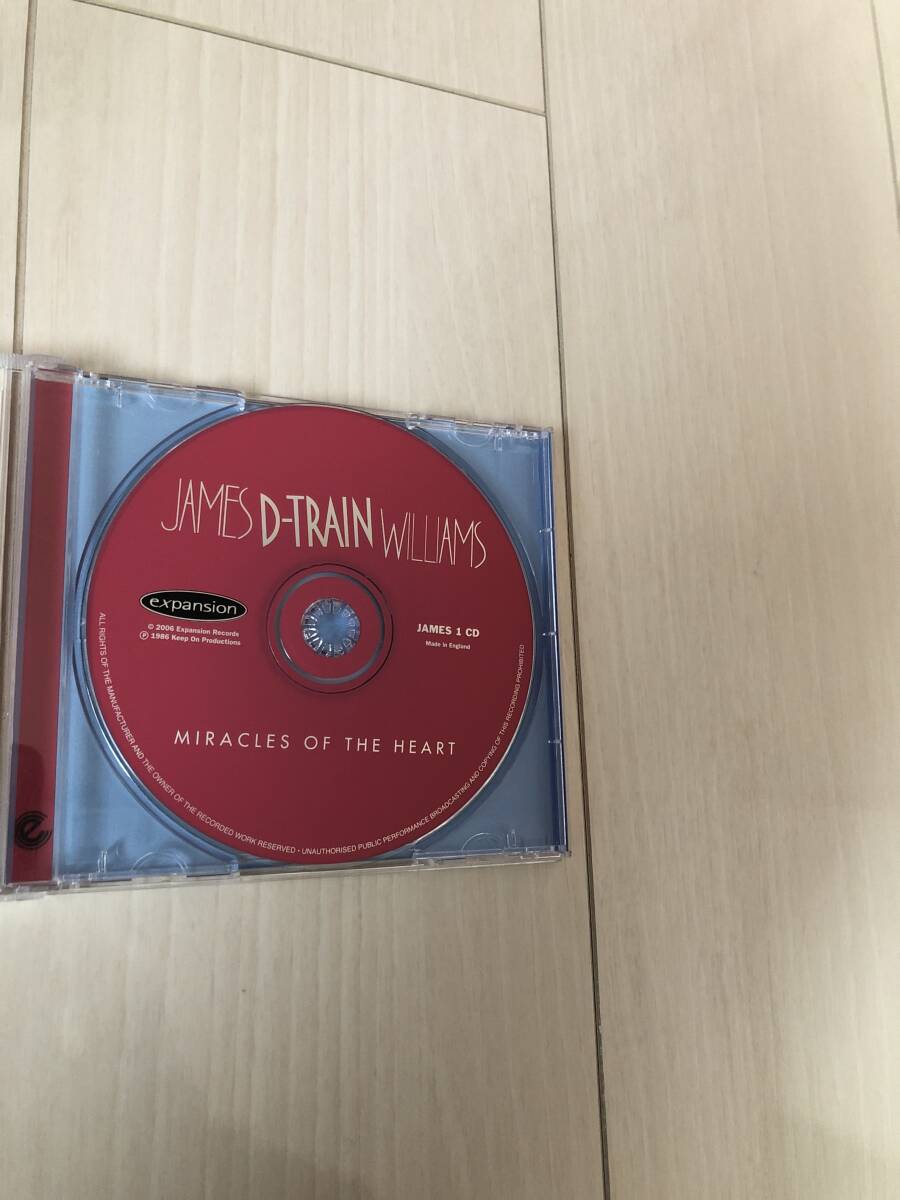 JAMES D-TRAIN WILLIAMS
expansion
© 2006 Expansion Records
℗ 1986 Keep On Productions
JAMES 1 CD
Made in England
MIRACLES OF THE HEART
ALL RIGHTS OF THE MANUFACTURER AND THE OWNER OF THE RECORDED WORK RESERVED • UNAUTHORISED PUBLIC PERFORMANCE BROADCASTING AND COPYING OF THIS RECORDING PROHIBITED
e